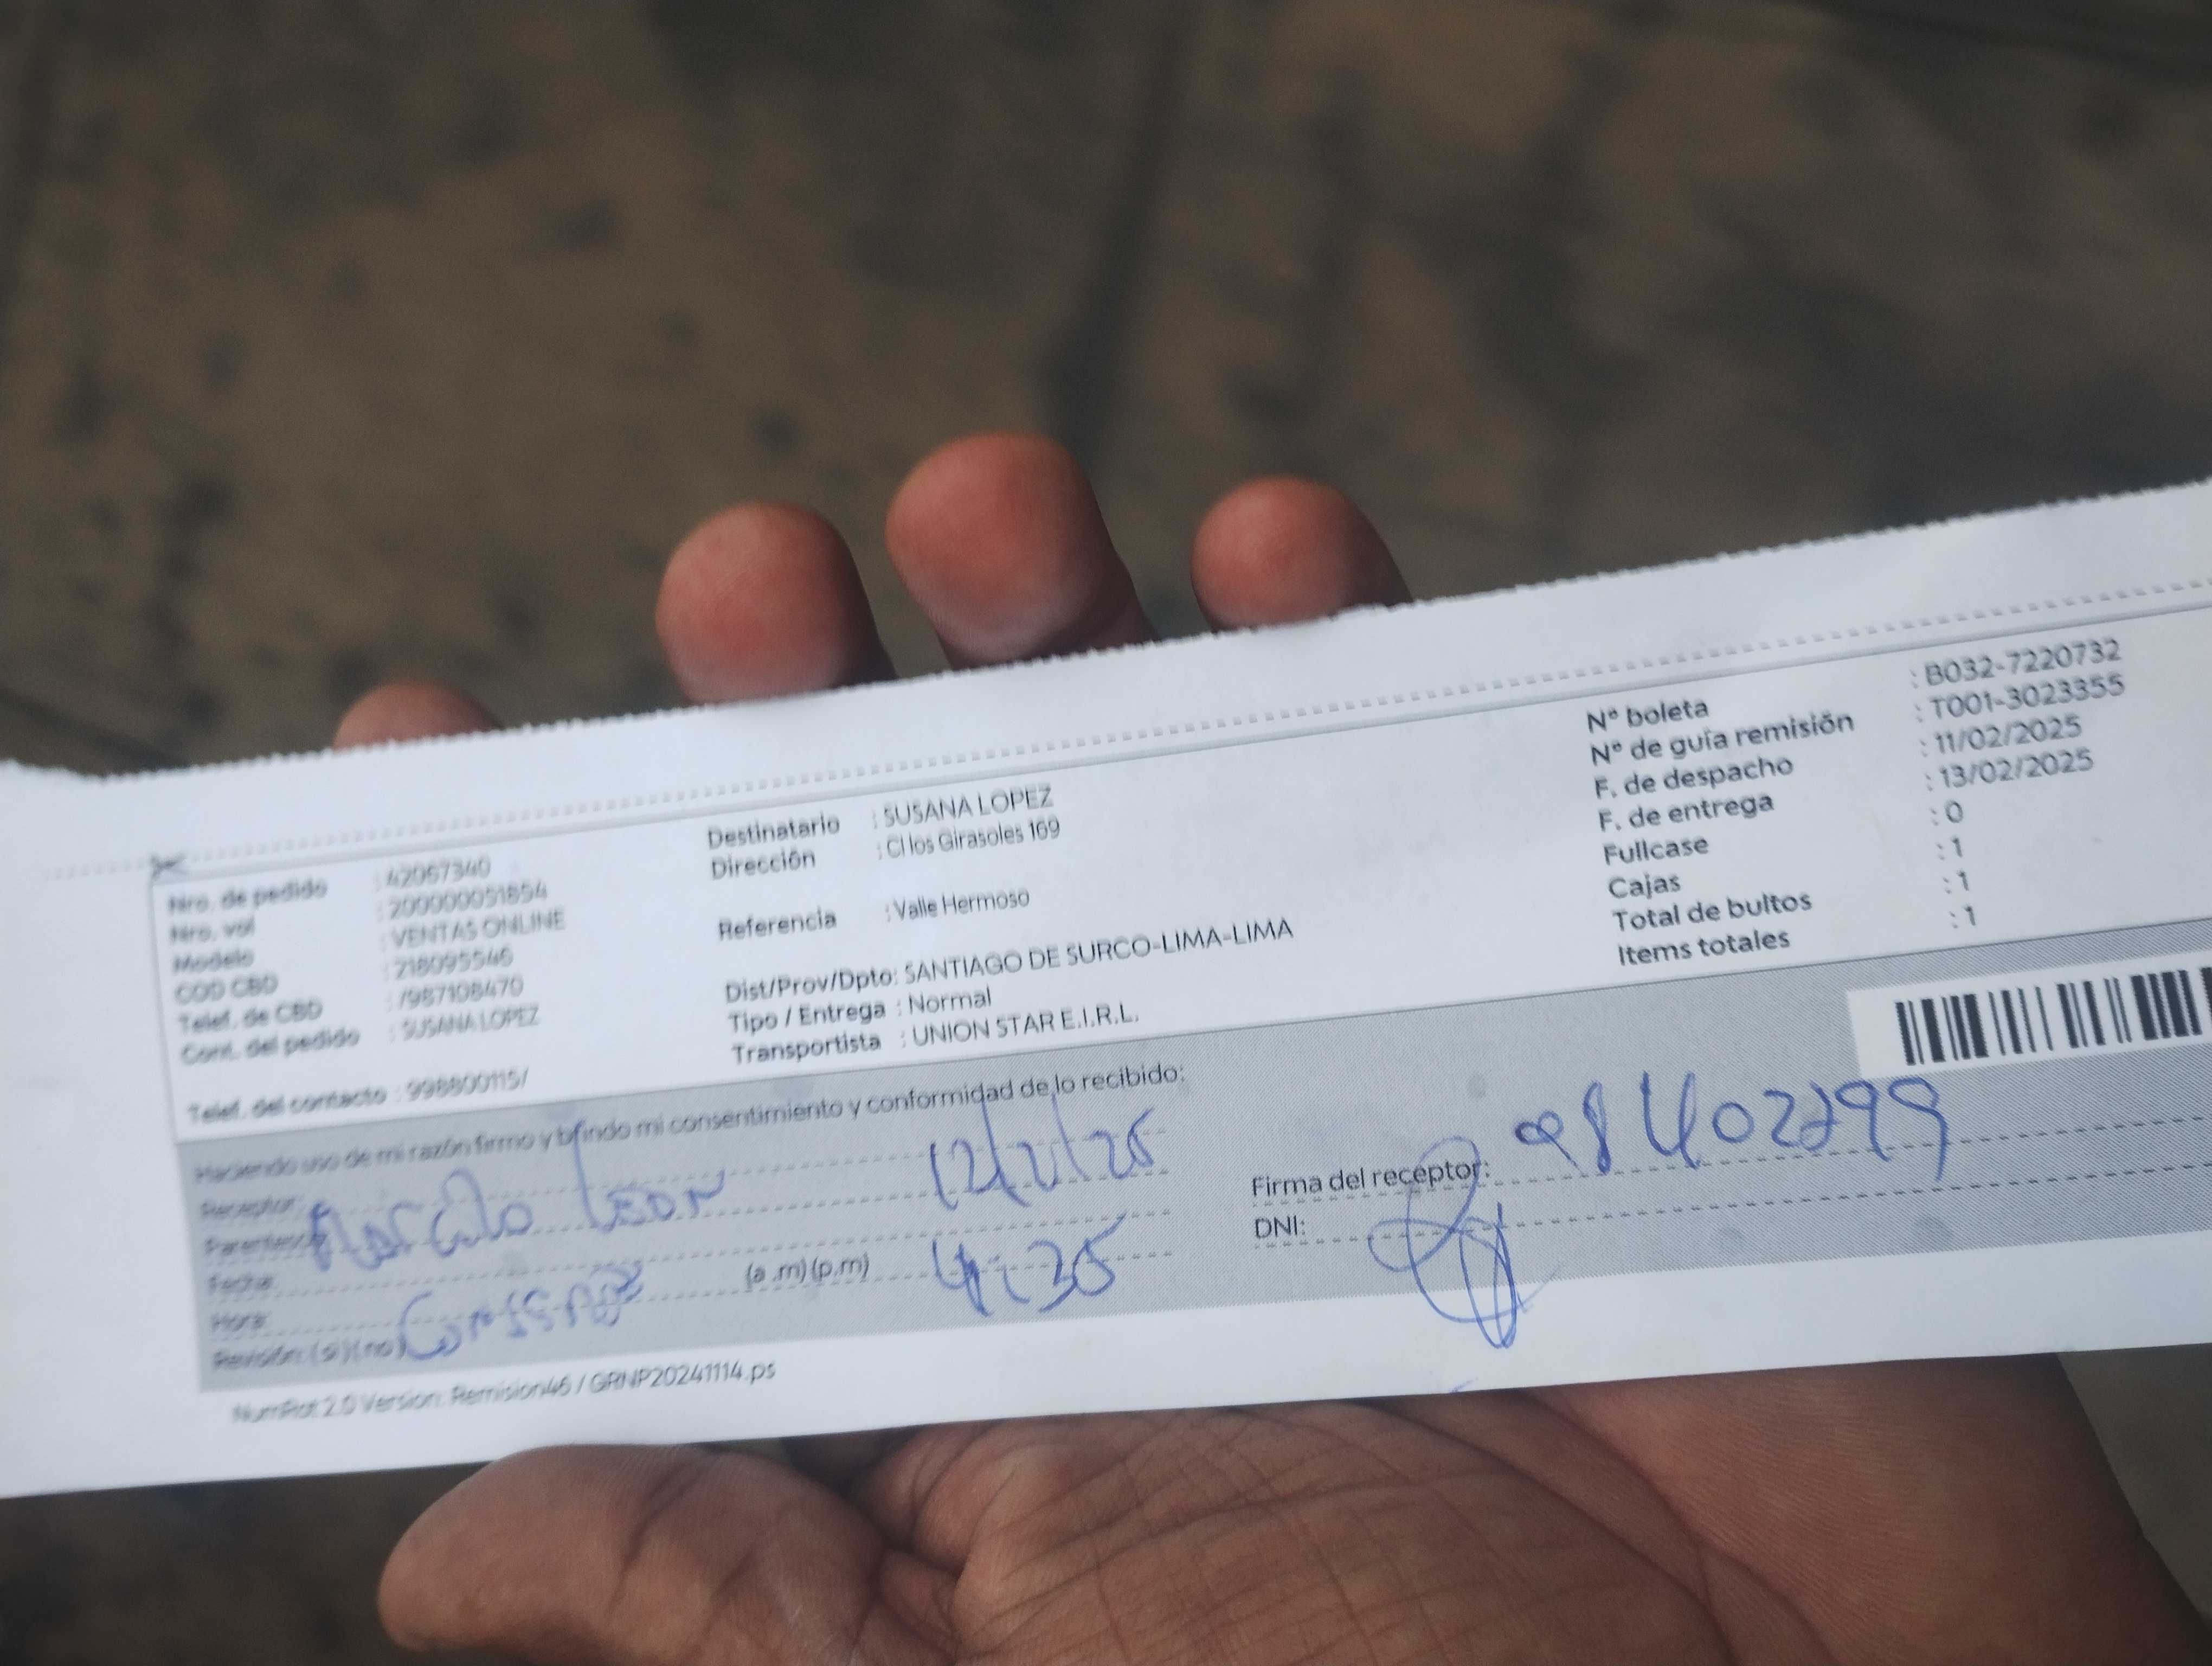 Nro. de pedido : 42067340
Nro. vol : 200000051854
Modelo : VENTAS ONLINE
COD CBD : 218095546
Telef. de CBD : /987108470
Cont. del pedido : SUSANA LOPEZ
Telef. del contacto : 998800115/
Destinatario : SUSANA LOPEZ
Dirección : Cl los Girasoles 169
Referencia : Valle Hermoso
Dist/Prov/Dpto: SANTIAGO DE SURCO-LIMA-LIMA
Tipo / Entrega : Normal
Transportista : UNION STAR E.I.R.L.
N° boleta : B032-7220732
N° de guía remisión : T001-3023355
F. de despacho : 11/02/2025
F. de entrega : 13/02/2025
Fullcase : 0
Cajas : 1
Total de bultos : 1
Items totales : 1
Haciendo uso de mi razón firmo y brindo mi consentimiento y conformidad de lo recibido:
Receptor:
Parentesco:
Leon
Fecha:
Hora: (a .m) (p.m) 4:35
Revisión: ( si ) ( no )
Firma del receptor:
DNI:
NumRot 2.0 Version: Remision46 / GRNP20241114.ps